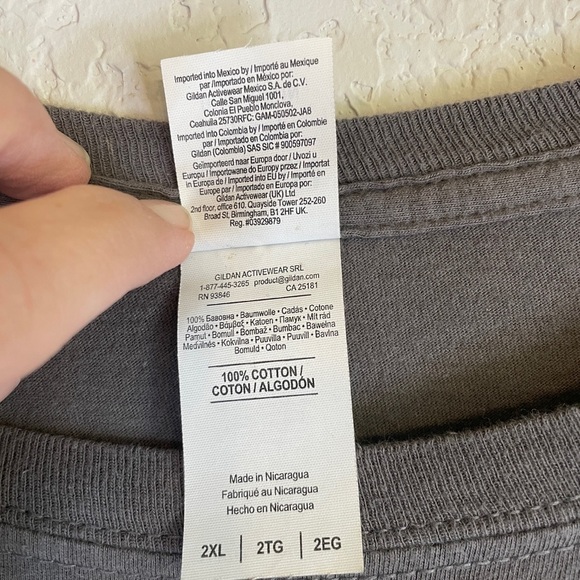 Imported into Mexico by / Importé au Mexique
par / Importado en México por:
Gildan Activewear Mexico S.A. de C.V.
Calle San Miguel 1001,
Colonia El Pueblo Monclova,
Coahuila 25730RFC: GAM-050502-JA8
Imported into Colombia by / Importé en Colombie
par / Importado en Colombia por:
Gildan (Colombia) SAS SIC # 900597097
Geïmporteerd naar Europa door / Uvozi u
Europu / Importowane do Europy przez / Importat
in Europa de / Imported into EU by / Importé en
Europe par / Importado en Europa por:
Gildan Activewear (UK) Ltd
2nd floor, office 610, Quayside Tower 252-260
Broad St, Birmingham, B1 2HF UK.
Reg. #03929879
GILDAN ACTIVEWEAR SRL
1-877-445-3265 product@gildan.com
RN 93846 CA 25181
100% Бавовна • Baumwolle • Cadás • Cotone
Algodão • Βάμβαξ • Katoen • Памук • Mit rád
Pamut • Bomull • Bombaž • Bumbac • Bawełna
Medvilnės • Kokvilna • Puuvilla • Puuvill • Bavlna
Bomuld • Qoton
100% COTTON /
COTON / ALGODÓN
Made in Nicaragua
Fabriqué au Nicaragua
Hecho en Nicaragua
2XL | 2TG | 2EG